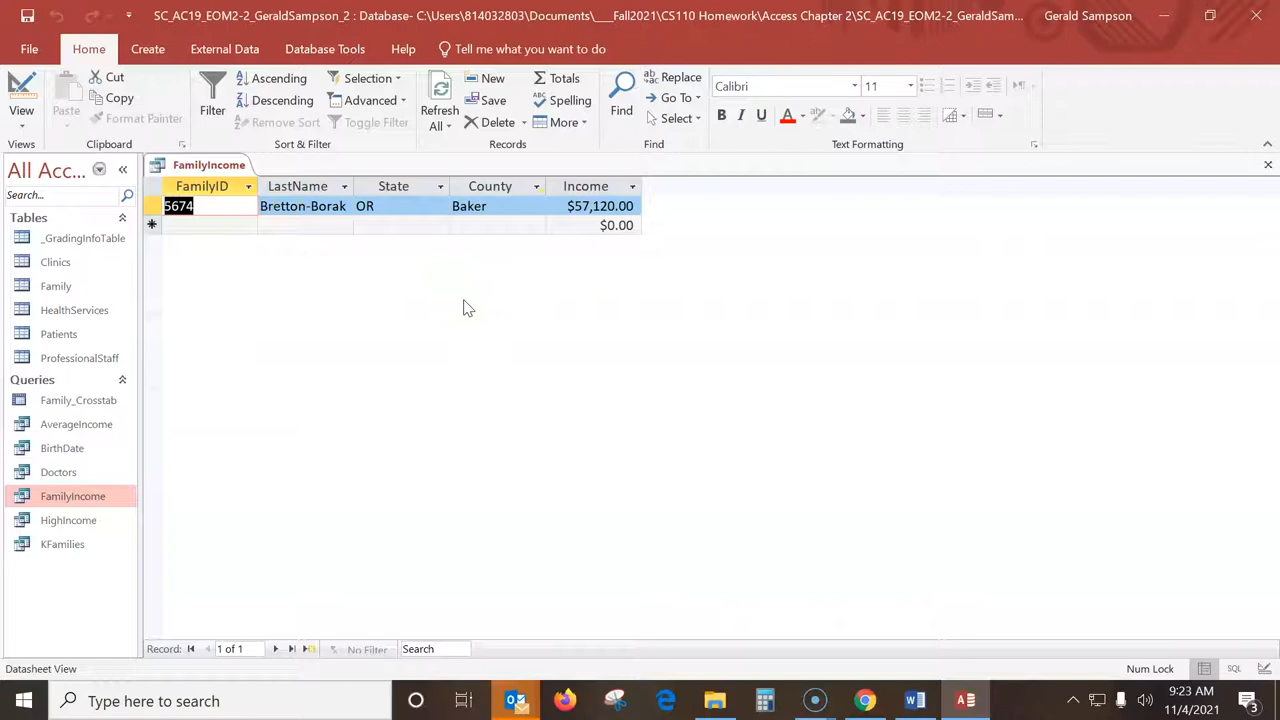 SC_AC19_EOM2-2_GeraldSampson_2 : Database- C:\Users\814032803\Documents\___Fall2021\CS110 Homework\Access Chapter 2\SC_AC19_EOM2-2_GeraldSam...
Gerald Sampson
File Home Create External Data Database Tools Help Tell me what you want to do
View
Views
Paste
Cut
Copy
Format Painter
Clipboard
Filter
Ascending
Descending
Remove Sort
Selection
Advanced
Toggle Filter
Sort & Filter
Refresh
All
New
Save
Delete
Totals
Spelling
More
Records
Find
Replace
Go To
Select
Find
Calibri 11
B I U A
Text Formatting
All Acc...
Search...
Tables
_GradingInfoTable
Clinics
Family
HealthServices
Patients
ProfessionalStaff
Queries
Family_Crosstab
AverageIncome
BirthDate
Doctors
FamilyIncome
HighIncome
KFamilies
FamilyIncome
FamilyID LastName State County Income
5674 Bretton-Borak OR Baker $57,120.00
$0.00
Record: 1 of 1 No Filter Search
Datasheet View
Num Lock
SQL
Type here to search
9:23 AM
11/4/2021
3